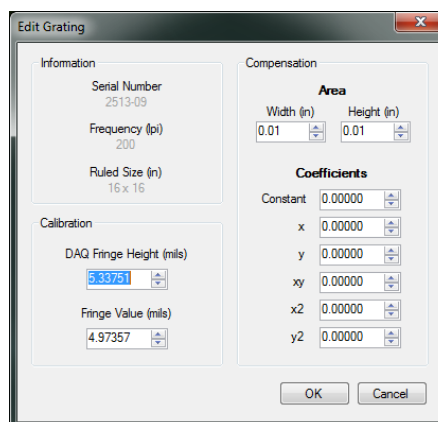 Edit Grating
Information
Serial Number
2513-09
Frequency (lpi)
200
Ruled Size (in)
16 x 16
Calibration
DAQ Fringe Height (mils)
5.33751
Fringe Value (mils)
4.97357
Compensation
Area
Width (in) Height (in)
0.01 0.01
Coefficients
Constant 0.00000
x 0.00000
y 0.00000
xy 0.00000
x2 0.00000
y2 0.00000
OK Cancel